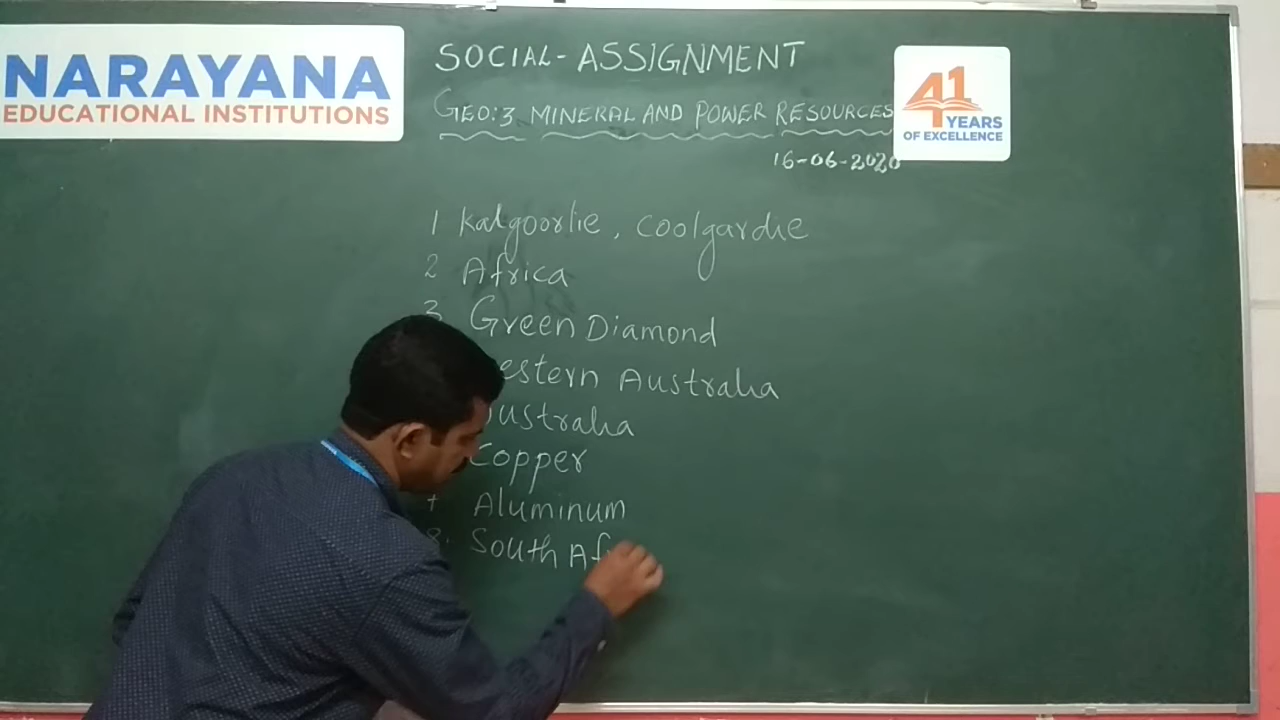 NARAYANA
EDUCATIONAL INSTITUTIONS
SOCIAL-ASSIGNMENT
GEO:3 MINERAL AND POWER RESOURCES
16-06-2020
41
YEARS
OF EXCELLENCE
1 Kalgoorlie, Coolgardie
2 Africa
3 Green Diamond
estern Australia
ustralia
Copper
Aluminum
8. South Af